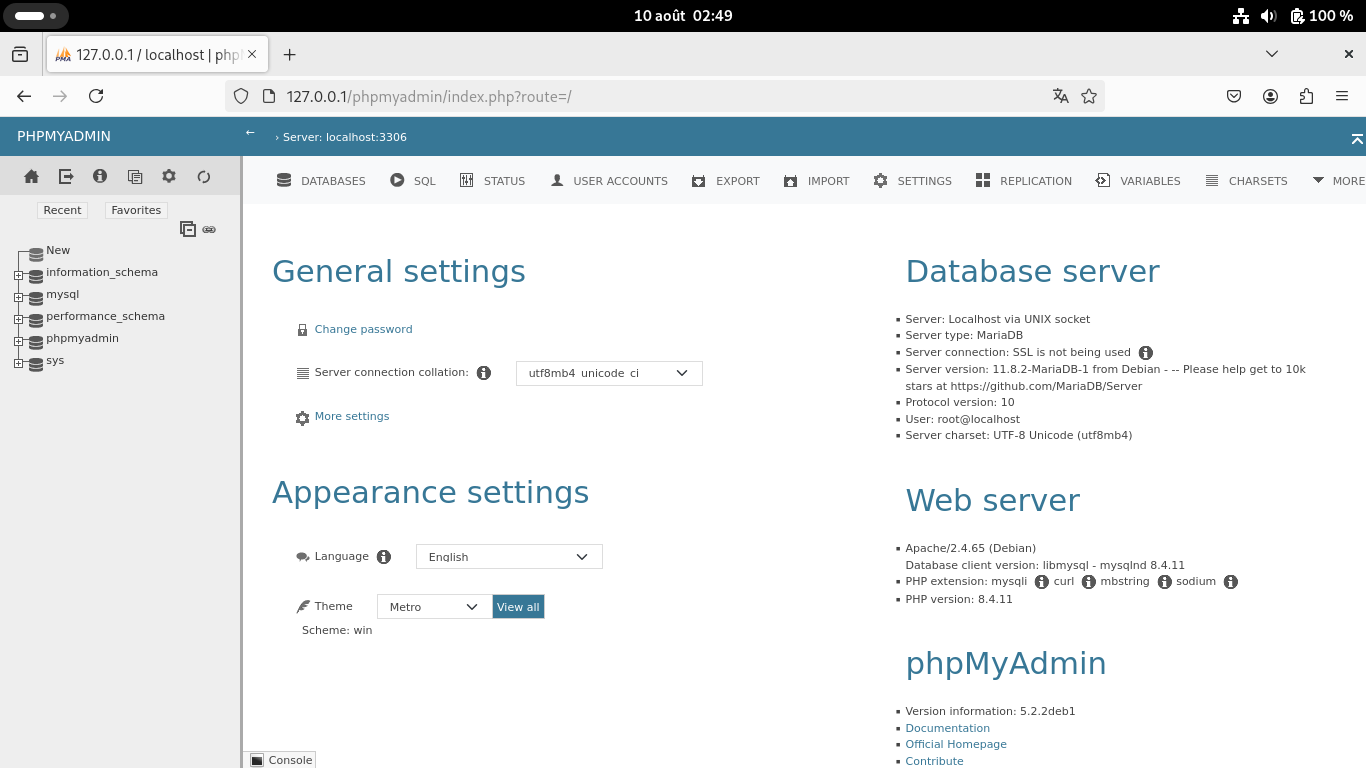 10 août 02:49
100 %
127.0.0.1 / localhost | php
127.0.0.1/phpmyadmin/index.php?route=/
PHPMYADMIN
← › Server: localhost:3306
DATABASES SQL STATUS USER ACCOUNTS EXPORT IMPORT SETTINGS REPLICATION VARIABLES CHARSETS MORE
Recent Favorites
New
information_schema
mysql
performance_schema
phpmyadmin
sys
General settings
Change password
Server connection collation: utf8mb4_unicode_ci
More settings
Appearance settings
Language English
Theme Metro View all
Scheme: win
Database server
Server: Localhost via UNIX socket
Server type: MariaDB
Server connection: SSL is not being used
Server version: 11.8.2-MariaDB-1 from Debian - -- Please help get to 10k
stars at https://github.com/MariaDB/Server
Protocol version: 10
User: root@localhost
Server charset: UTF-8 Unicode (utf8mb4)
Web server
Apache/2.4.65 (Debian)
Database client version: libmysql - mysqlnd 8.4.11
PHP extension: mysqli curl mbstring sodium
PHP version: 8.4.11
phpMyAdmin
Version information: 5.2.2deb1
Documentation
Official Homepage
Contribute
Console